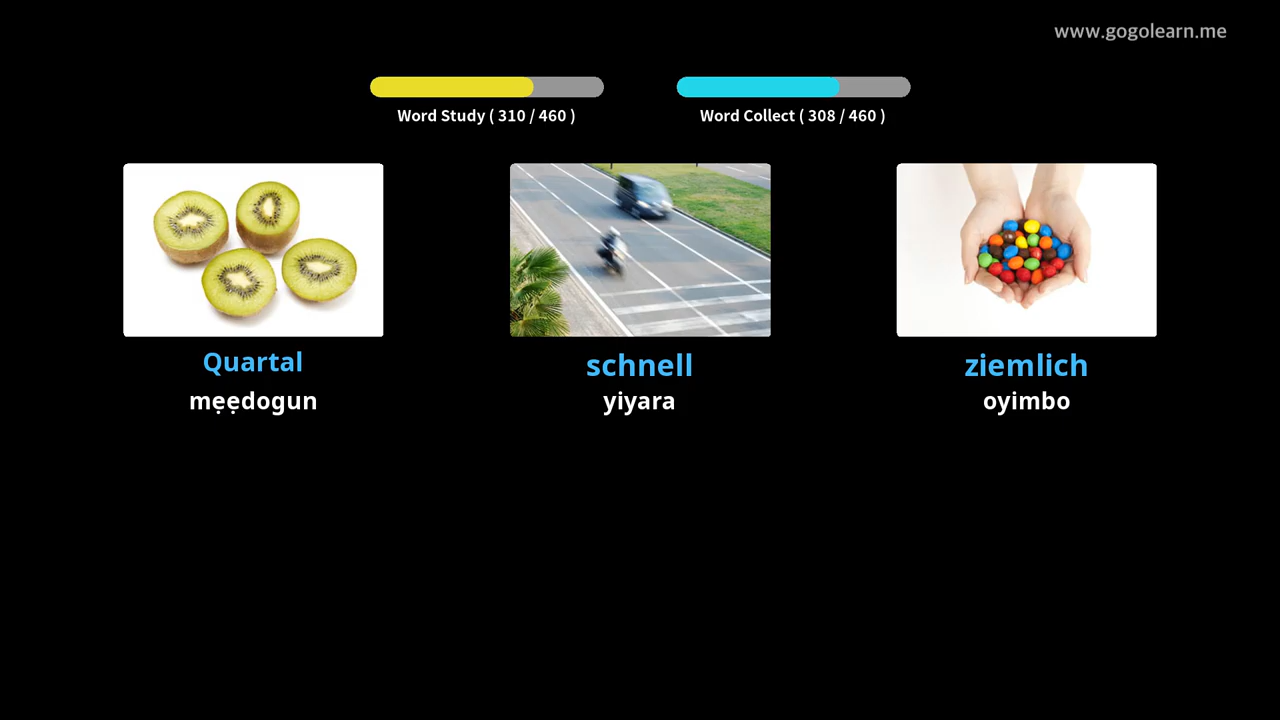 www.gogolearn.me
Word Study ( 310 / 460 )
Word Collect ( 308 / 460 )
Quartal
mẹẹdogun
schnell
yiyara
ziemlich
oyimbo